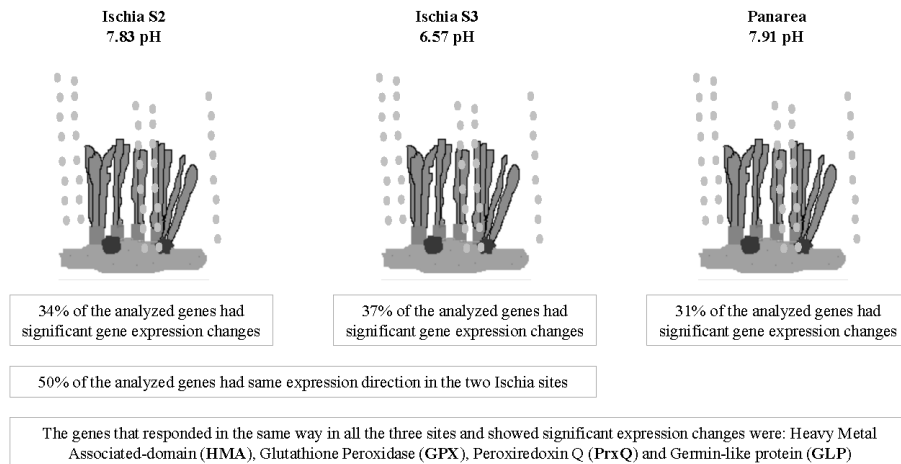 Ischia S2
7.83 pH
Ischia S3
6.57 pH
Panarea
7.91 pH
34% of the analyzed genes had
significant gene expression changes
37% of the analyzed genes had
significant gene expression changes
31% of the analyzed genes had
significant gene expression changes
50% of the analyzed genes had same expression direction in the two Ischia sites
The genes that responded in the same way in all the three sites and showed significant expression changes were: Heavy Metal
Associated-domain (HMA), Glutathione Peroxidase (GPX), Peroxiredoxin Q (PrxQ) and Germin-like protein (GLP)